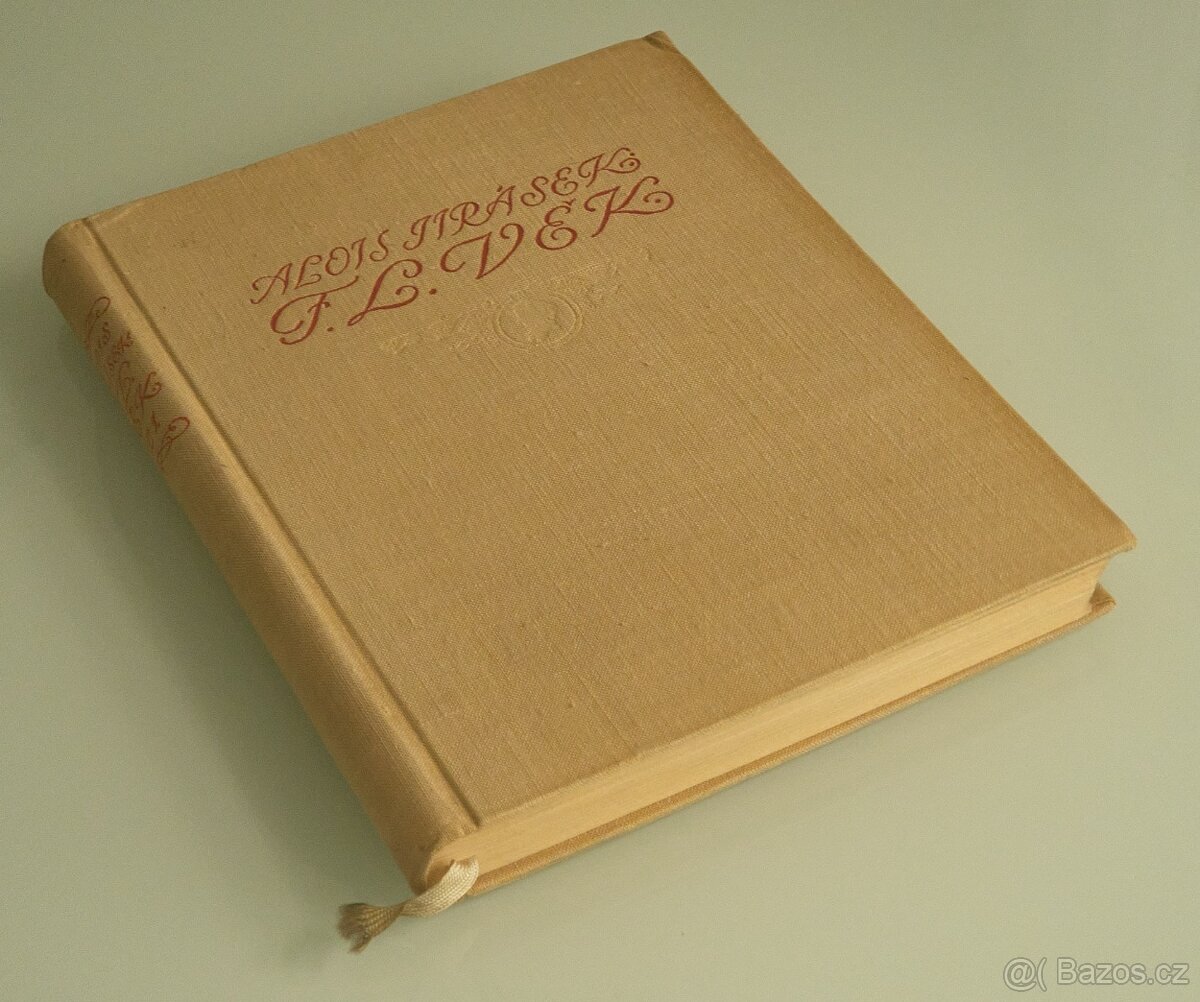 ALOIS JIRÁSEK:
F. L. VĚK.
@( Bazos.cz